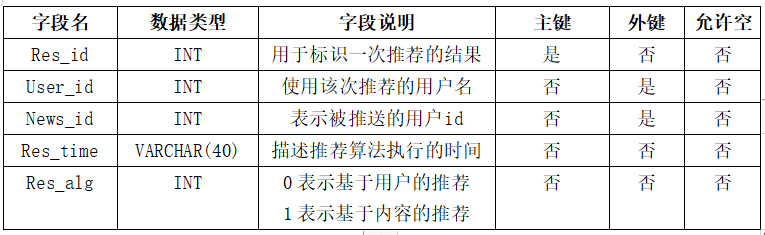 字段名 数据类型 字段说明 主键 外键 允许空
Res_id INT 用于标识一次推荐的结果 是 否 否
User_id INT 使用该次推荐的用户名 否 是 否
News_id INT 表示被推送的用户id 否 是 否
Res_time VARCHAR(40) 描述推荐算法执行的时间 否 否 否
Res_alg INT 0表示基于用户的推荐 否 否 否
1表示基于内容的推荐